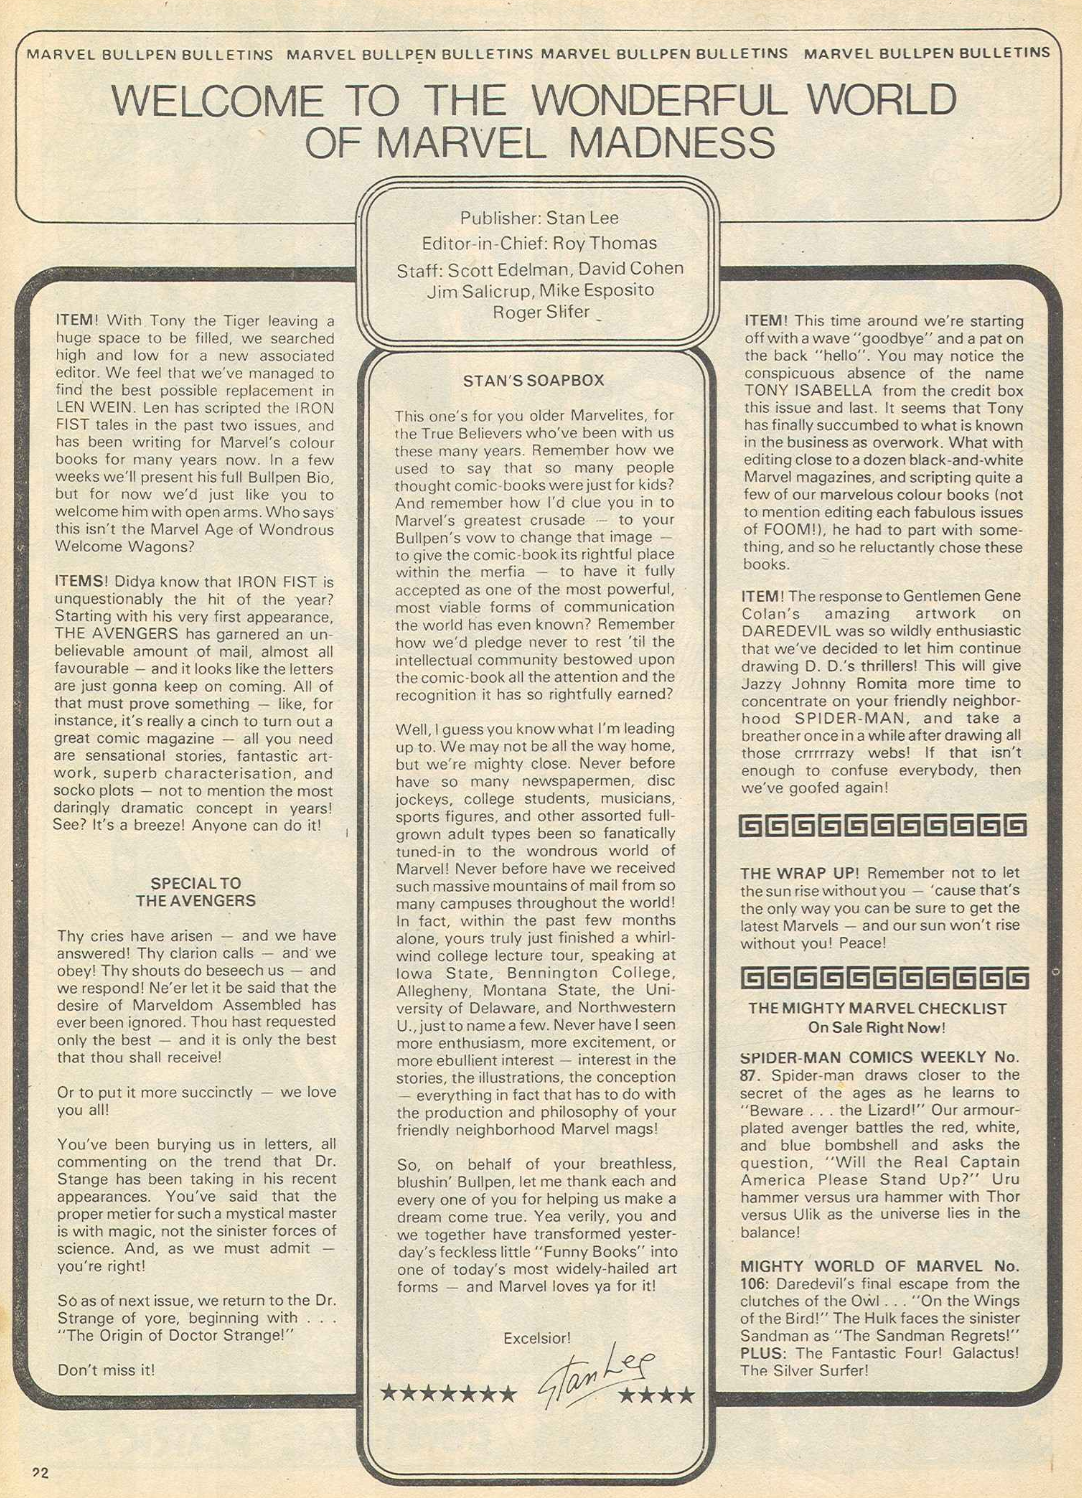 MARVEL BULLPEN BULLETINS MARVEL BULLPEN BULLETINS MARVEL BULLPEN BULLETINS MARVEL BULLPEN BULLETINS
WELCOME TO THE WONDERFUL WORLD
OF MARVEL MADNESS
Publisher: Stan Lee
Editor-in-Chief: Roy Thomas
Staff: Scott Edelman, David Cohen
Jim Salicrup, Mike Esposito
Roger Slifer
ITEM! With Tony the Tiger leaving a
huge space to be filled, we searched
high and low for a new associated
editor. We feel that we've managed to
find the best possible replacement in
LEN WEIN. Len has scripted the IRON
FIST tales in the past two issues, and
has been writing for Marvel's colour
books for many years now. In a few
weeks we'll present his full Bullpen Bio,
but for now we'd just like you to
welcome him with open arms. Who says
this isn't the Marvel Age of Wondrous
Welcome Wagons?
ITEMS! Didya know that IRON FIST is
unquestionably the hit of the year?
Starting with his very first appearance,
THE AVENGERS has garnered an un-
believable amount of mail, almost all
favourable — and it looks like the letters
are just gonna keep on coming. All of
that must prove something — like, for
instance, it's really a cinch to turn out a
great comic magazine — all you need
are sensational stories, fantastic art-
work, superb characterisation, and
socko plots — not to mention the most
daringly dramatic concept in years!
See? It's a breeze! Anyone can do it!
SPECIAL TO
THE AVENGERS
Thy cries have arisen — and we have
answered! Thy clarion calls — and we
obey! Thy shouts do beseech us — and
we respond! Ne'er let it be said that the
desire of Marveldom Assembled has
ever been ignored. Thou hast requested
only the best — and it is only the best
that thou shall receive!
Or to put it more succinctly — we love
you all!
You've been burying us in letters, all
commenting on the trend that Dr.
Stange has been taking in his recent
appearances. You've said that the
proper metier for such a mystical master
is with magic, not the sinister forces of
science. And, as we must admit —
you're right!
So as of next issue, we return to the Dr.
Strange of yore, beginning with . . .
"The Origin of Doctor Strange!"
Don't miss it!
STAN'S SOAPBOX
This one's for you older Marvelites, for
the True Believers who've been with us
these many years. Remember how we
used to say that so many people
thought comic-books were just for kids?
And remember how I'd clue you in to
Marvel's greatest crusade — to your
Bullpen's vow to change that image —
to give the comic-book its rightful place
within the merfia — to have it fully
accepted as one of the most powerful,
most viable forms of communication
the world has even known? Remember
how we'd pledge never to rest 'til the
intellectual community bestowed upon
the comic-book all the attention and the
recognition it has so rightfully earned?
Well, I guess you know what I'm leading
up to. We may not be all the way home,
but we're mighty close. Never before
have so many newspapermen, disc
jockeys, college students, musicians,
sports figures, and other assorted full-
grown adult types been so fanatically
tuned-in to the wondrous world of
Marvel! Never before have we received
such massive mountains of mail from so
many campuses throughout the world!
In fact, within the past few months
alone, yours truly just finished a whirl-
wind college lecture tour, speaking at
Iowa State, Bennington College,
Allegheny, Montana State, the Uni-
versity of Delaware, and Northwestern
U., just to name a few. Never have I seen
more enthusiasm, more excitement, or
more ebullient interest — interest in the
stories, the illustrations, the conception
— everything in fact that has to do with
the production and philosophy of your
friendly neighborhood Marvel mags!
So, on behalf of your breathless,
blushin' Bullpen, let me thank each and
every one of you for helping us make a
dream come true. Yea verily, you and
we together have transformed yester-
day's feckless little "Funny Books" into
one of today's most widely-hailed art
forms — and Marvel loves ya for it!
Excelsior!
Stan Lee
ITEM! This time around we're starting
off with a wave "goodbye" and a pat on
the back "hello". You may notice the
conspicuous absence of the name
TONY ISABELLA from the credit box
this issue and last. It seems that Tony
has finally succumbed to what is known
in the business as overwork. What with
editing close to a dozen black-and-white
Marvel magazines, and scripting quite a
few of our marvelous colour books (not
to mention editing each fabulous issues
of FOOM!), he had to part with some-
thing, and so he reluctantly chose these
books.
ITEM! The response to Gentlemen Gene
Colan's amazing artwork on
DAREDEVIL was so wildly enthusiastic
that we've decided to let him continue
drawing D. D.'s thrillers! This will give
Jazzy Johnny Romita more time to
concentrate on your friendly neighbor-
hood SPIDER-MAN, and take a
breather once in a while after drawing all
those crrrrrazy webs! If that isn't
enough to confuse everybody, then
we've goofed again!
THE WRAP UP! Remember not to let
the sun rise without you — 'cause that's
the only way you can be sure to get the
latest Marvels — and our sun won't rise
without you! Peace!
THE MIGHTY MARVEL CHECKLIST
On Sale Right Now!
SPIDER-MAN COMICS WEEKLY No.
87. Spider-man draws closer to the
secret of the ages as he learns to
"Beware . . . the Lizard!" Our armour-
plated avenger battles the red, white,
and blue bombshell and asks the
question, "Will the Real Captain
America Please Stand Up?" Uru
hammer versus ura hammer with Thor
versus Ulik as the universe lies in the
balance!
MIGHTY WORLD OF MARVEL No.
106: Daredevil's final escape from the
clutches of the Owl . . . "On the Wings
of the Bird!" The Hulk faces the sinister
Sandman as "The Sandman Regrets!"
PLUS: The Fantastic Four! Galactus!
The Silver Surfer!
22